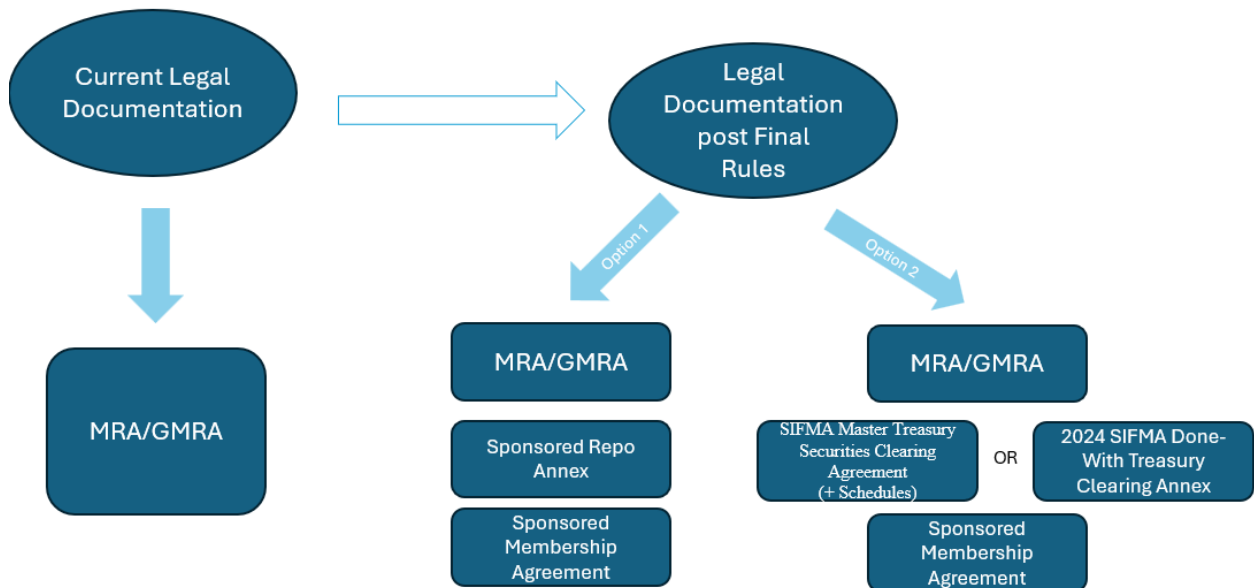 Current Legal
Documentation
Legal
Documentation
post Final
Rules
Option 1
Option 2
MRA/GMRA
MRA/GMRA
Sponsored Repo
Annex
Sponsored
Membership
Agreement
MRA/GMRA
SIFMA Master Treasury
Securities Clearing
Agreement
(+ Schedules)
OR
2024 SIFMA Done-
With Treasury
Clearing Annex
Sponsored
Membership
Agreement